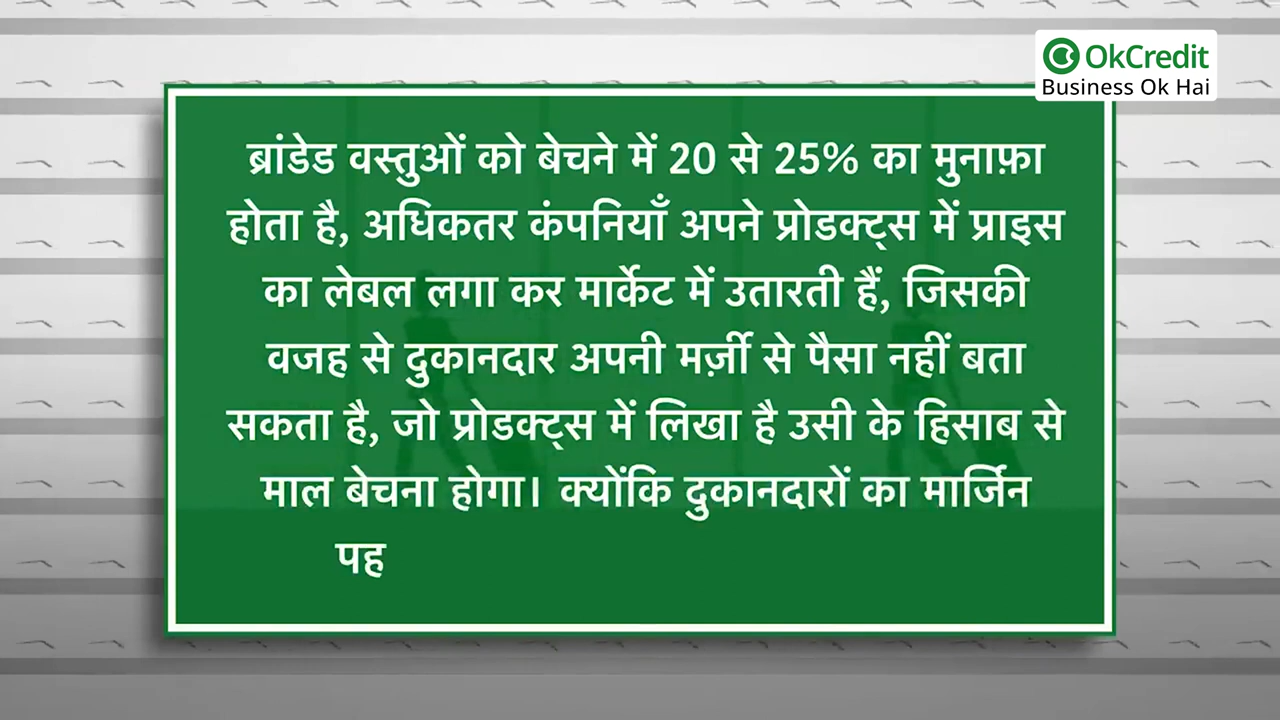 OkCredit
Business Ok Hai
ब्रांडेड वस्तुओं को बेचने में 20 से 25% का मुनाफ़ा
होता है, अधिकतर कंपनियाँ अपने प्रोडक्ट्स में प्राइस
का लेबल लगा कर मार्केट में उतारती हैं, जिसकी
वजह से दुकानदार अपनी मर्ज़ी से पैसा नहीं बता
सकता है, जो प्रोडक्ट्स में लिखा है उसी के हिसाब से
माल बेचना होगा। क्योंकि दुकानदारों का मार्जिन
पह